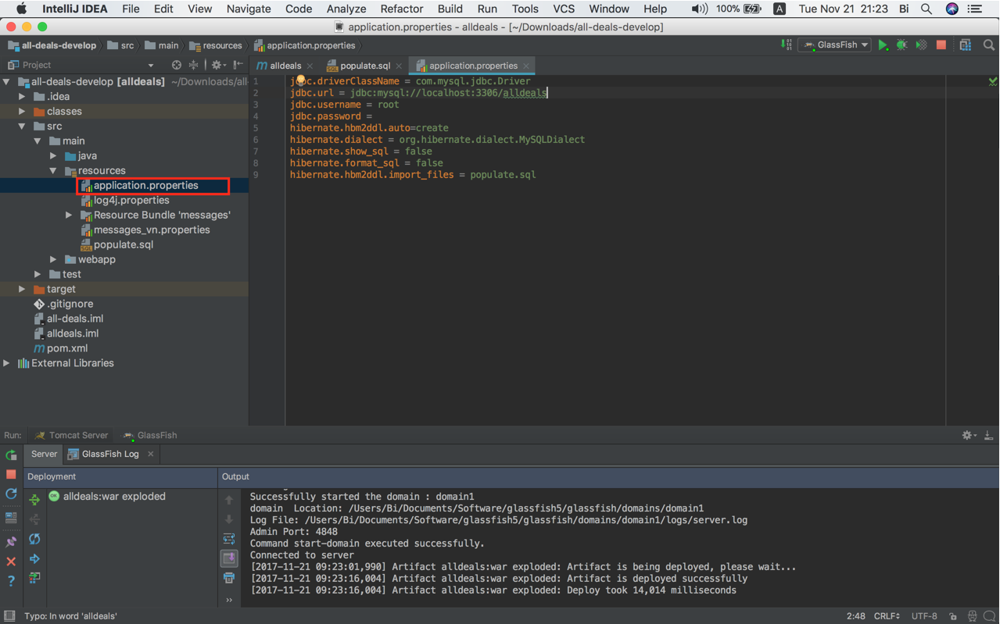 IntelliJ IDEA File Edit View Navigate Code Analyze Refactor Build Run Tools VCS Window Help 100% A Tue Nov 21 21:23 Bi
application.properties - alldeals - [~/Downloads/all-deals-develop]
all-deals-develop src main resources application.properties GlassFish
Project alldeals populate.sql application.properties
all-deals-develop [alldeals] ~/Downloads/all-
.idea
classes
src
main
java
resources
application.properties
log4j.properties
Resource Bundle 'messages'
messages_vn.properties
populate.sql
webapp
test
target
.gitignore
all-deals.iml
alldeals.iml
pom.xml
External Libraries
1 jdbc.driverClassName = com.mysql.jdbc.Driver
2 jdbc.url = jdbc:mysql://localhost:3306/alldeals
3 jdbc.username = root
4 jdbc.password =
5 hibernate.hbm2ddl.auto=create
6 hibernate.dialect = org.hibernate.dialect.MySQLDialect
7 hibernate.show_sql = false
8 hibernate.format_sql = false
9 hibernate.hbm2ddl.import_files = populate.sql
Run: Tomcat Server GlassFish
Server GlassFish Log
Deployment Output
OK alldeals:war exploded
Successfully started the domain : domain1
domain Location: /Users/Bi/Documents/Software/glassfish5/glassfish/domains/domain1
Log File: /Users/Bi/Documents/Software/glassfish5/glassfish/domains/domain1/logs/server.log
Admin Port: 4848
Command start-domain executed successfully.
Connected to server
[2017-11-21 09:23:01,990] Artifact alldeals:war exploded: Artifact is being deployed, please wait...
[2017-11-21 09:23:16,004] Artifact alldeals:war exploded: Artifact is deployed successfully
[2017-11-21 09:23:16,004] Artifact alldeals:war exploded: Deploy took 14,014 milliseconds
Typo: In word 'alldeals' 2:48 CRLF UTF-8